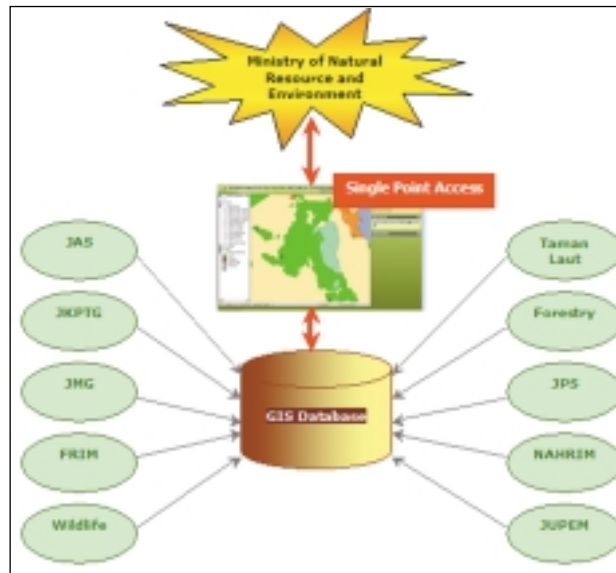 Ministry of Natural
Resource and
Environment
Single Point Access
JAS
JKPTG
JMG
FRIM
Wildlife
GIS Database
Taman
Laut
Forestry
JPS
NAHRIM
JUPEM